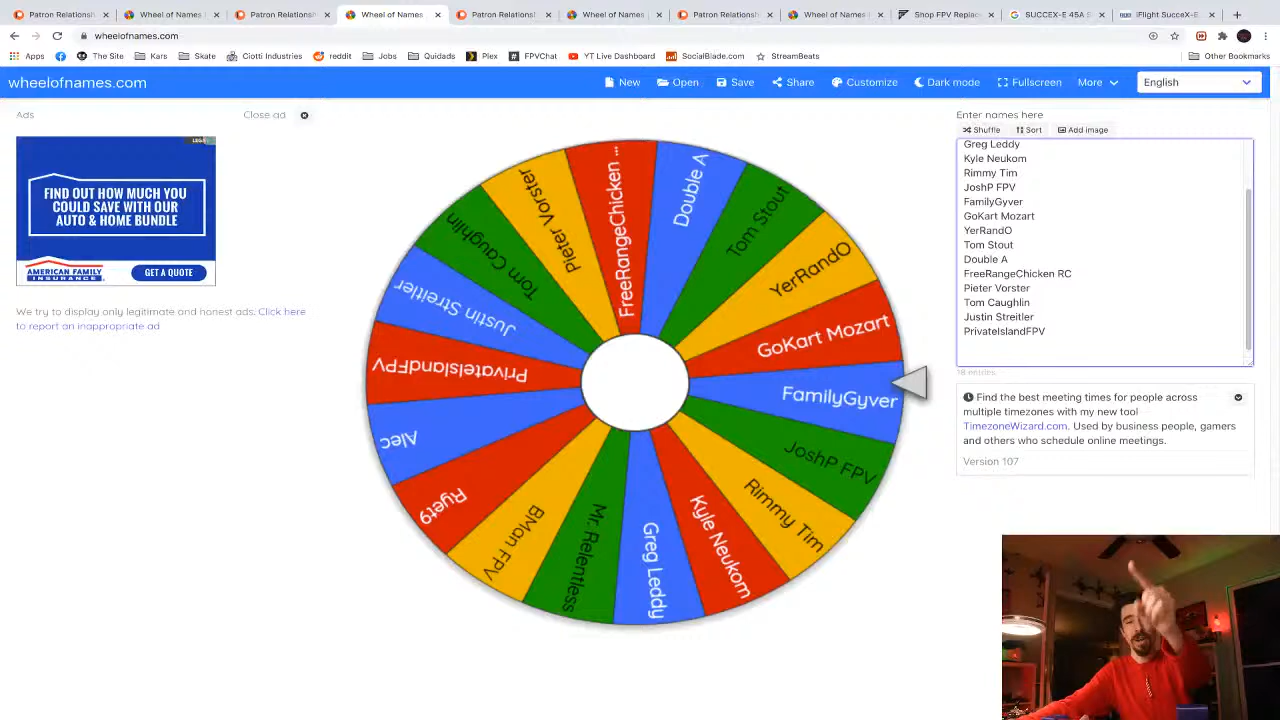 Patron Relationsh
Wheel of Names
Patron Relationsh
Wheel of Names
Patron Relationsh
Wheel of Names
Patron Relationsh
Wheel of Names
Shop FPV Replac
SUCCEX-E 45A S
iFlight SucceX-E
wheelofnames.com
Apps
The Site
Kars
Skate
Ciotti Industries
reddit
Jobs
Quidads
Plex
#FPVChat
YT Live Dashboard
SocialBlade.com
StreamBeats
Other Bookmarks
wheelofnames.com
New
Open
Save
Share
Customize
Dark mode
Fullscreen
More
English
Ads
Close ad
FIND OUT HOW MUCH YOU
COULD SAVE WITH OUR
AUTO & HOME BUNDLE
AMERICAN FAMILY
INSURANCE
GET A QUOTE
We try to display only legitimate and honest ads. Click here
to report an inappropriate ad
FreeRangeChicken ...
Double A
Tom Stout
YerRandO
GoKart Mozart
FamilyGyver
JoshP FPV
Rimmy Tim
Kyle Neukom
Greg Leddy
Mr. Relentless
BMan FPV
Ryet9
Alec
PrivateIslandFPV
Justin Streitler
Tom Caughlin
Pieter Vorster
Enter names here
Shuffle
Sort
Add image
Greg Leddy
Kyle Neukom
Rimmy Tim
JoshP FPV
FamilyGyver
GoKart Mozart
YerRandO
Tom Stout
Double A
FreeRangeChicken RC
Pieter Vorster
Tom Caughlin
Justin Streitler
PrivateIslandFPV
18 entries.
Find the best meeting times for people across
multiple timezones with my new tool
TimezoneWizard.com. Used by business people, gamers
and others who schedule online meetings.
Version 107